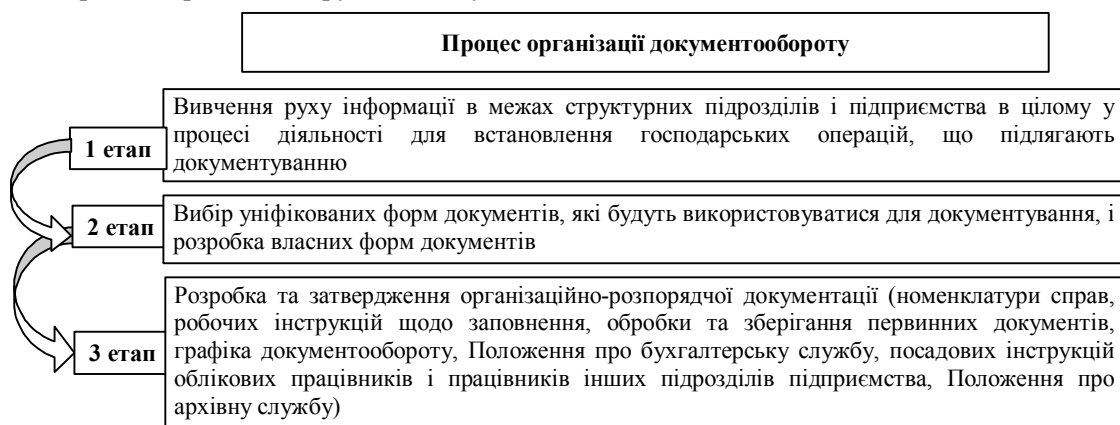 Процес організації документообороту
Вивчення руху інформації в межах структурних підрозділів і підприємства в цілому у
процесі діяльності для встановлення господарських операцій, що підлягають
документуванню
1 етап
Вибір уніфікованих форм документів, які будуть використовуватися для документування, і
розробка власних форм документів
2 етап
Розробка та затвердження організаційно-розпорядчої документації (номенклатури справ,
робочих інструкцій щодо заповнення, обробки та зберігання первинних документів,
графіка документообороту, Положення про бухгалтерську службу, посадових інструкцій
облікових працівників і працівників інших підрозділів підприємства, Положення про
архівну службу)
3 етап